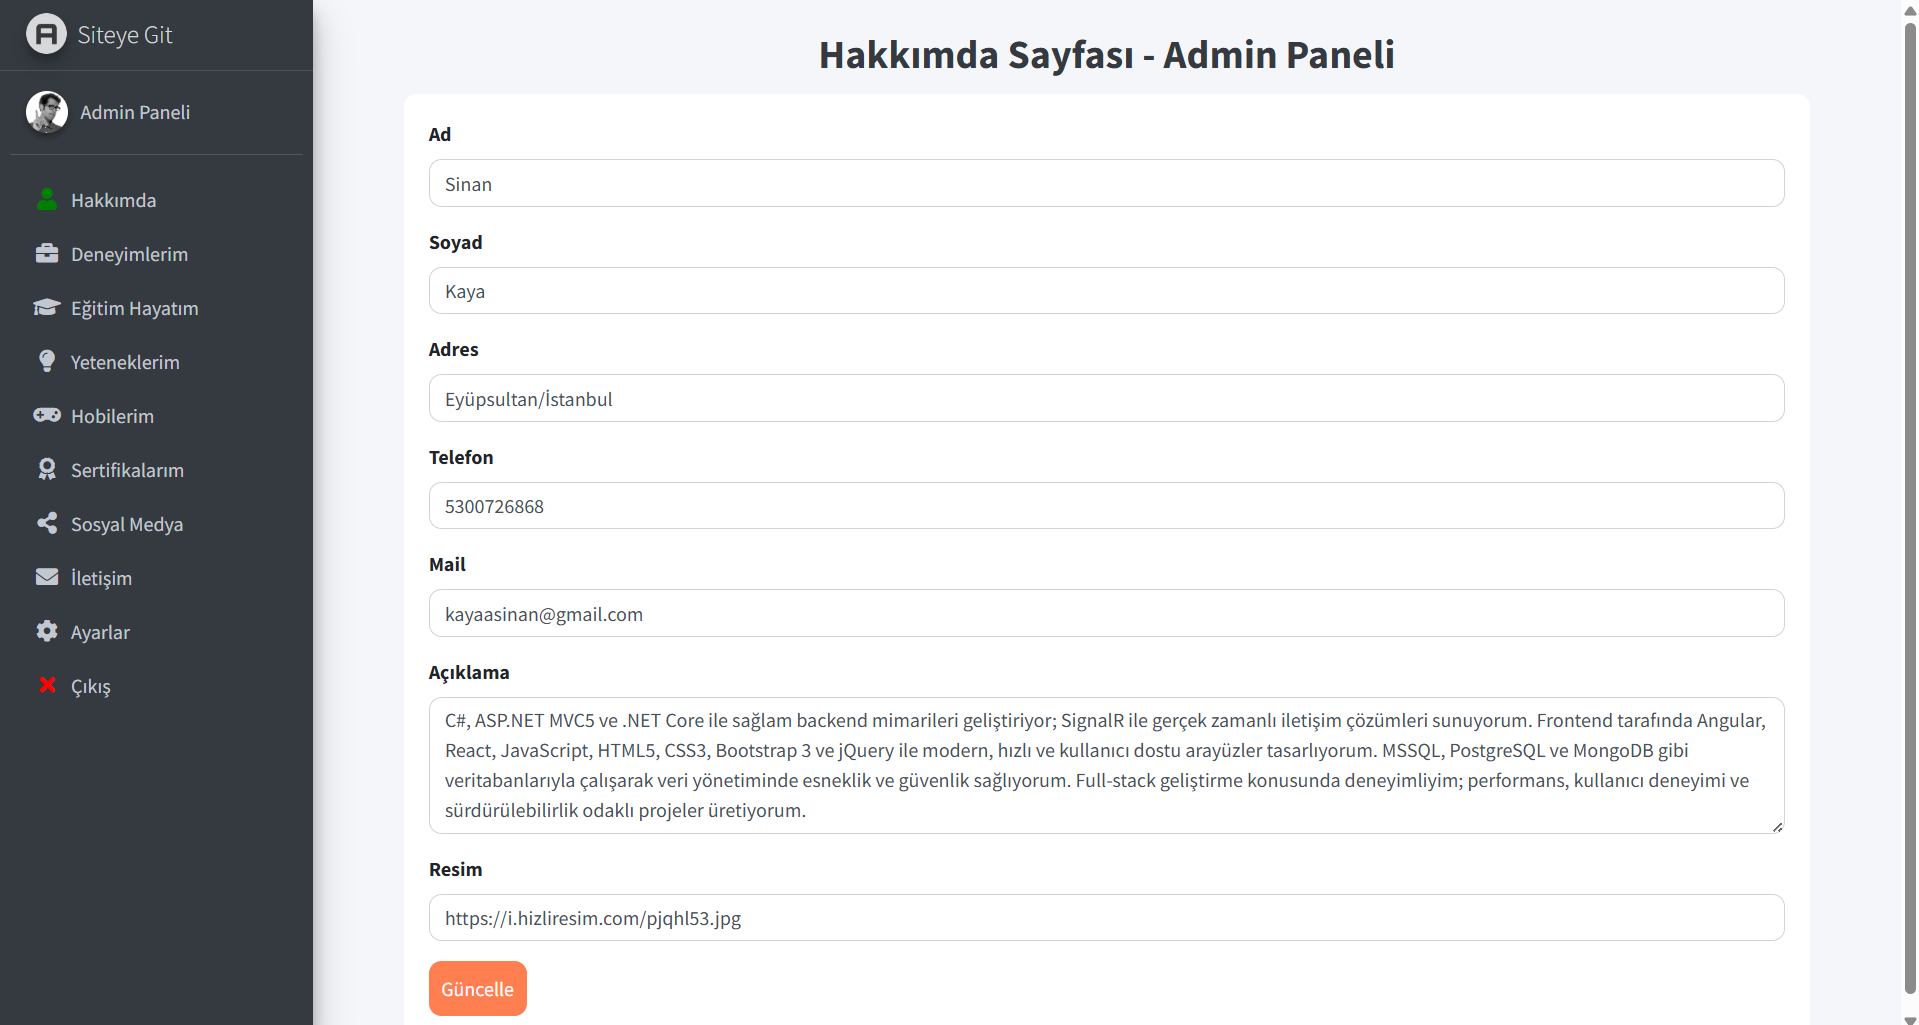 Siteye Git
Admin Paneli
Hakkımda
Deneyimlerim
Eğitim Hayatım
Yeteneklerim
Hobilerim
Sertifikalarım
Sosyal Medya
İletişim
Ayarlar
Çıkış
Hakkımda Sayfası - Admin Paneli
Ad
Sinan
Soyad
Kaya
Adres
Eyüpsultan/İstanbul
Telefon
5300726868
Mail
kayaasinan@gmail.com
Açıklama
C#, ASP.NET MVC5 ve .NET Core ile sağlam backend mimarileri geliştiriyor; SignalR ile gerçek zamanlı iletişim çözümleri sunuyorum. Frontend tarafında Angular,
React, JavaScript, HTML5, CSS3, Bootstrap 3 ve jQuery ile modern, hızlı ve kullanıcı dostu arayüzler tasarlıyorum. MSSQL, PostgreSQL ve MongoDB gibi
veritabanlarıyla çalışarak veri yönetiminde esneklik ve güvenlik sağlıyorum. Full-stack geliştirme konusunda deneyimliyim; performans, kullanıcı deneyimi ve
sürdürülebilirlik odaklı projeler üretiyorum.
Resim
https://i.hizliresim.com/pjqhl53.jpg
Güncelle